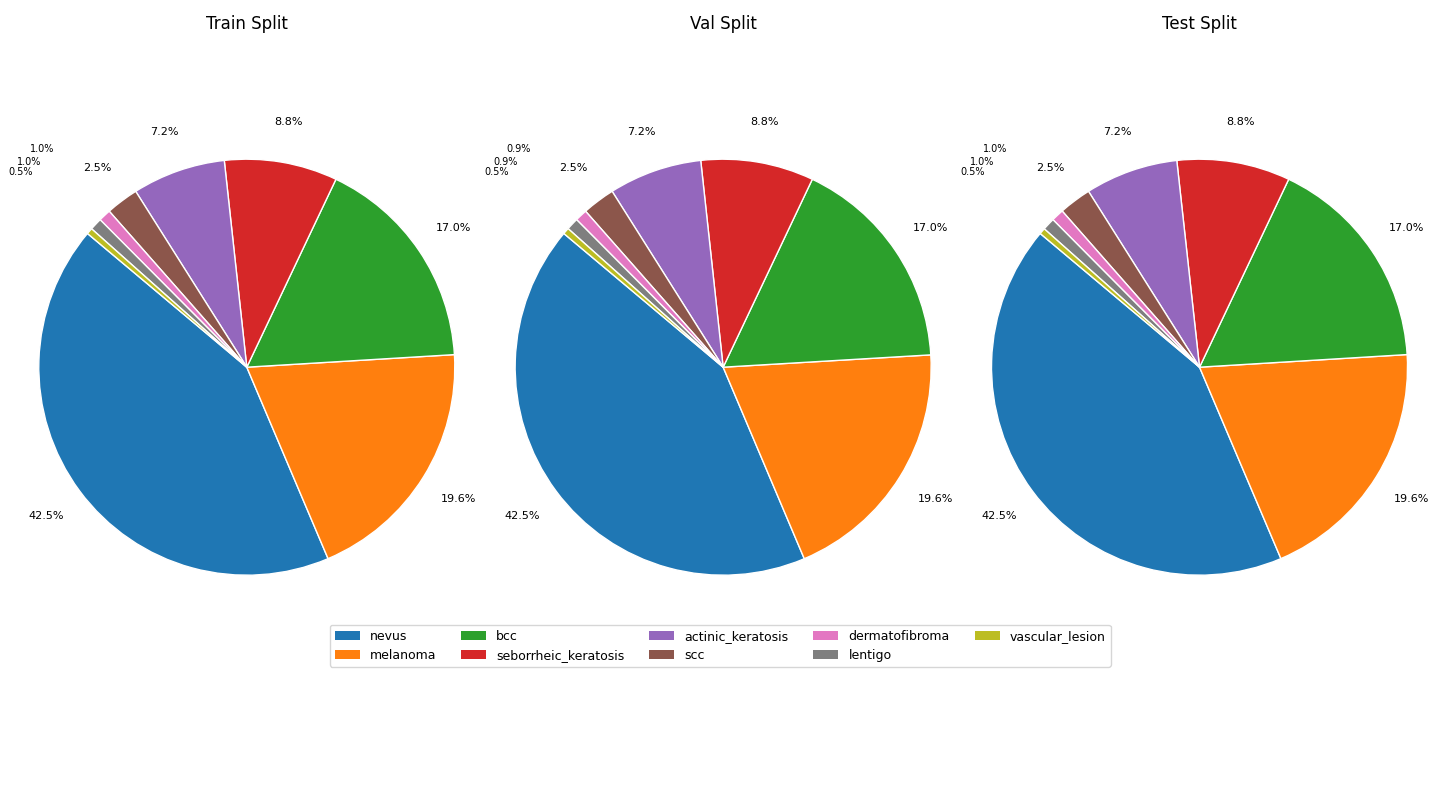 Train Split
Val Split
Test Split
8.8%
7.2%
1.0%
1.0%
0.5%
2.5%
17.0%
42.5%
19.6%
8.8%
7.2%
0.9%
0.9%
0.5%
2.5%
17.0%
42.5%
19.6%
8.8%
7.2%
1.0%
1.0%
0.5%
2.5%
17.0%
42.5%
19.6%
nevus
melanoma
bcc
seborrheic_keratosis
actinic_keratosis
scc
dermatofibroma
lentigo
vascular_lesion